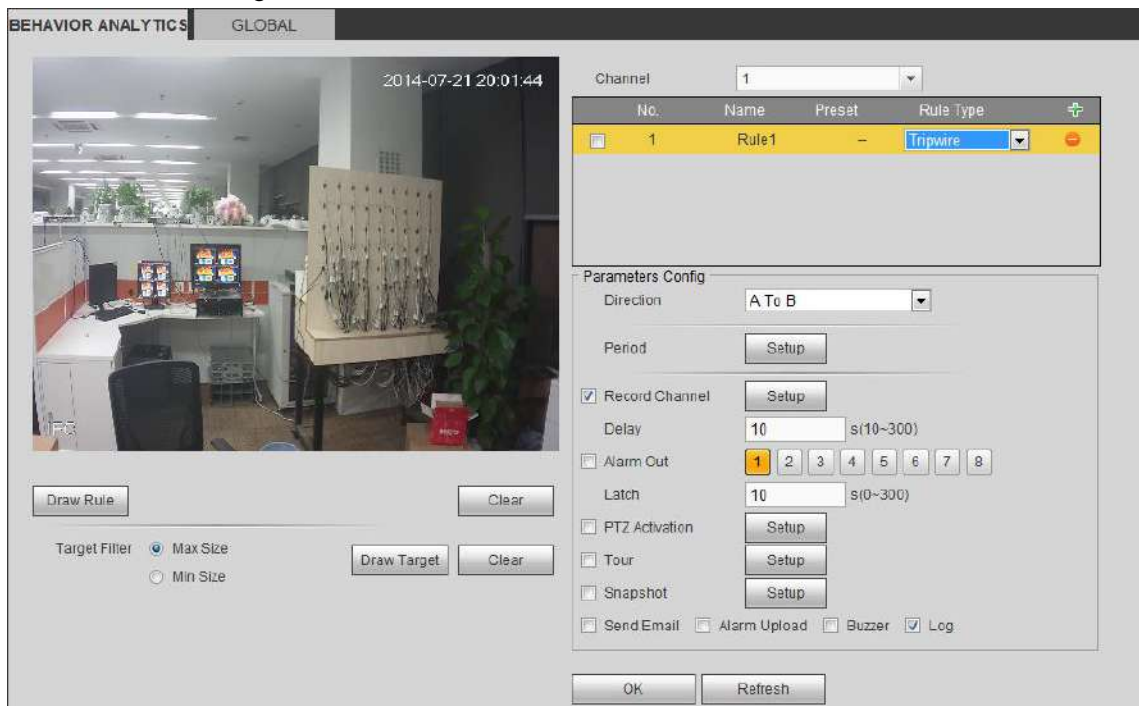 BEHAVIOR ANALYTICS GLOBAL
2014-07-21 20:01:44
IPC
Draw Rule Clear
Target Filter Max Size
Min Size
Draw Target Clear
Channel 1
No. Name Preset Rule Type
1 Rule1 – Tripwire
Parameters Config
Direction A To B
Period Setup
Record Channel Setup
Delay 10 s(10~300)
Alarm Out 1 2 3 4 5 6 7 8
Latch 10 s(0~300)
PTZ Activation Setup
Tour Setup
Snapshot Setup
Send Email Alarm Upload Buzzer Log
OK Refresh